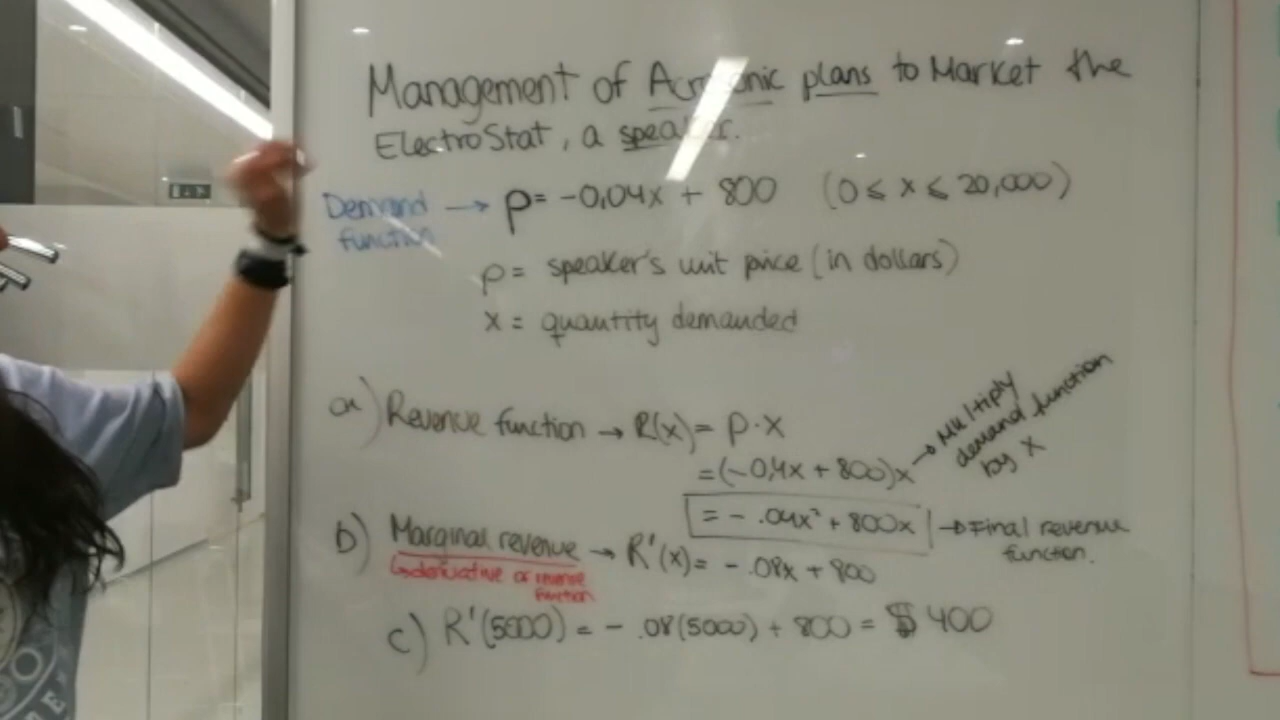 Management of Acrosonic plans to Market the
ElectroStat, a speaker.
Demand function → p = -0,04x + 800 (0 ≤ x ≤ 20,000)
p = speaker's unit price (in dollars)
x = quantity demanded
a) Revenue function → R(x) = p·x
= (-0,4x + 800)x → Multiply demand function by x
= - .04x² + 800x → Final revenue function.
b) Marginal revenue → R'(x) = - .08x + 800
↳ derivative of revenue function
c) R'(5000) = - .08(5000) + 800 = $ 400